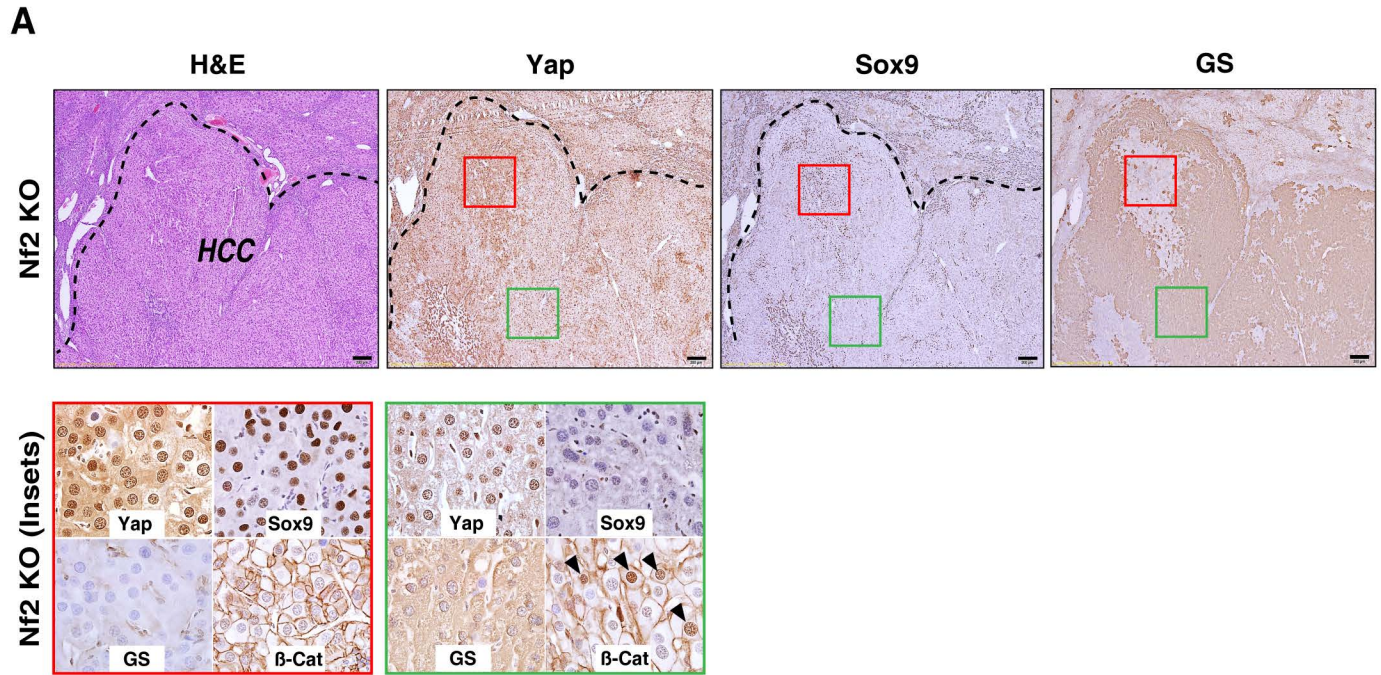 A
H&E
Yap
Sox9
GS
Nf2 KO
HCC
Nf2 KO (Insets)
Yap
Sox9
Yap
Sox9
GS
ß-Cat
GS
ß-Cat